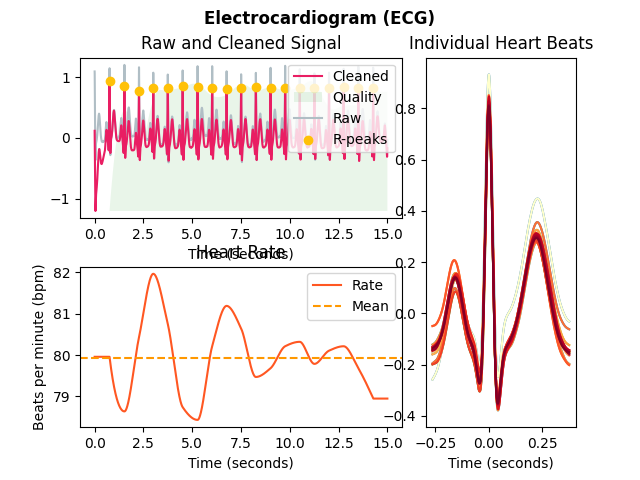 Electrocardiogram (ECG)
Raw and Cleaned Signal
1
0
−1
Cleaned
Quality
Raw
R-peaks
0.0 2.5 5.0 7.5 10.0 12.5 15.0
Time (seconds)
Heart Rate
Beats per minute (bpm)
82
81
80
79
Rate
Mean
0.0 2.5 5.0 7.5 10.0 12.5 15.0
Time (seconds)
Individual Heart Beats
0.8
0.6
0.4
0.2
0.0
−0.2
−0.4
−0.25 0.00 0.25
Time (seconds)